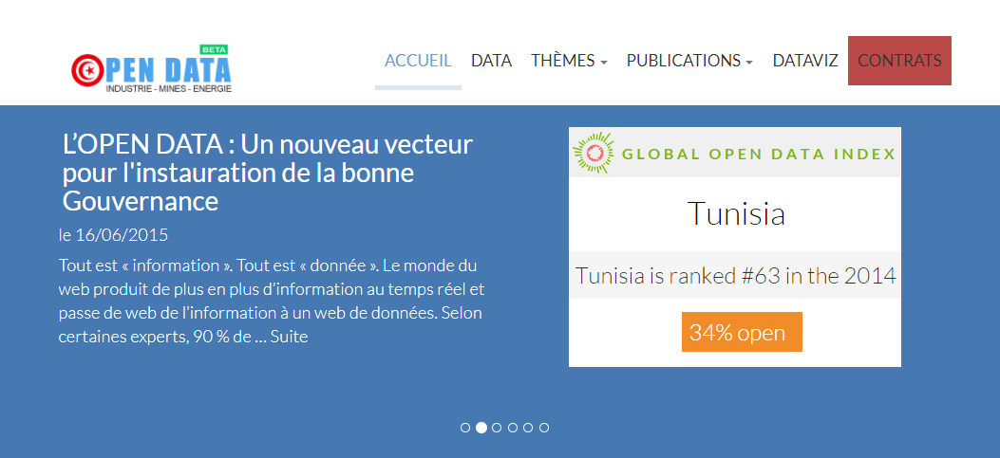 BETA
OPEN DATA
INDUSTRIE - MINES - ENERGIE
ACCUEIL DATA THÈMES PUBLICATIONS DATAVIZ CONTRATS
L'OPEN DATA : Un nouveau vecteur
pour l'instauration de la bonne
Gouvernance
le 16/06/2015
Tout est « information ». Tout est « donnée ». Le monde du
web produit de plus en plus d'information au temps réel et
passe de web de l'information à un web de données. Selon
certaines experts, 90 % de ... Suite
GLOBAL OPEN DATA INDEX
Tunisia
Tunisia is ranked #63 in the 2014
34% open